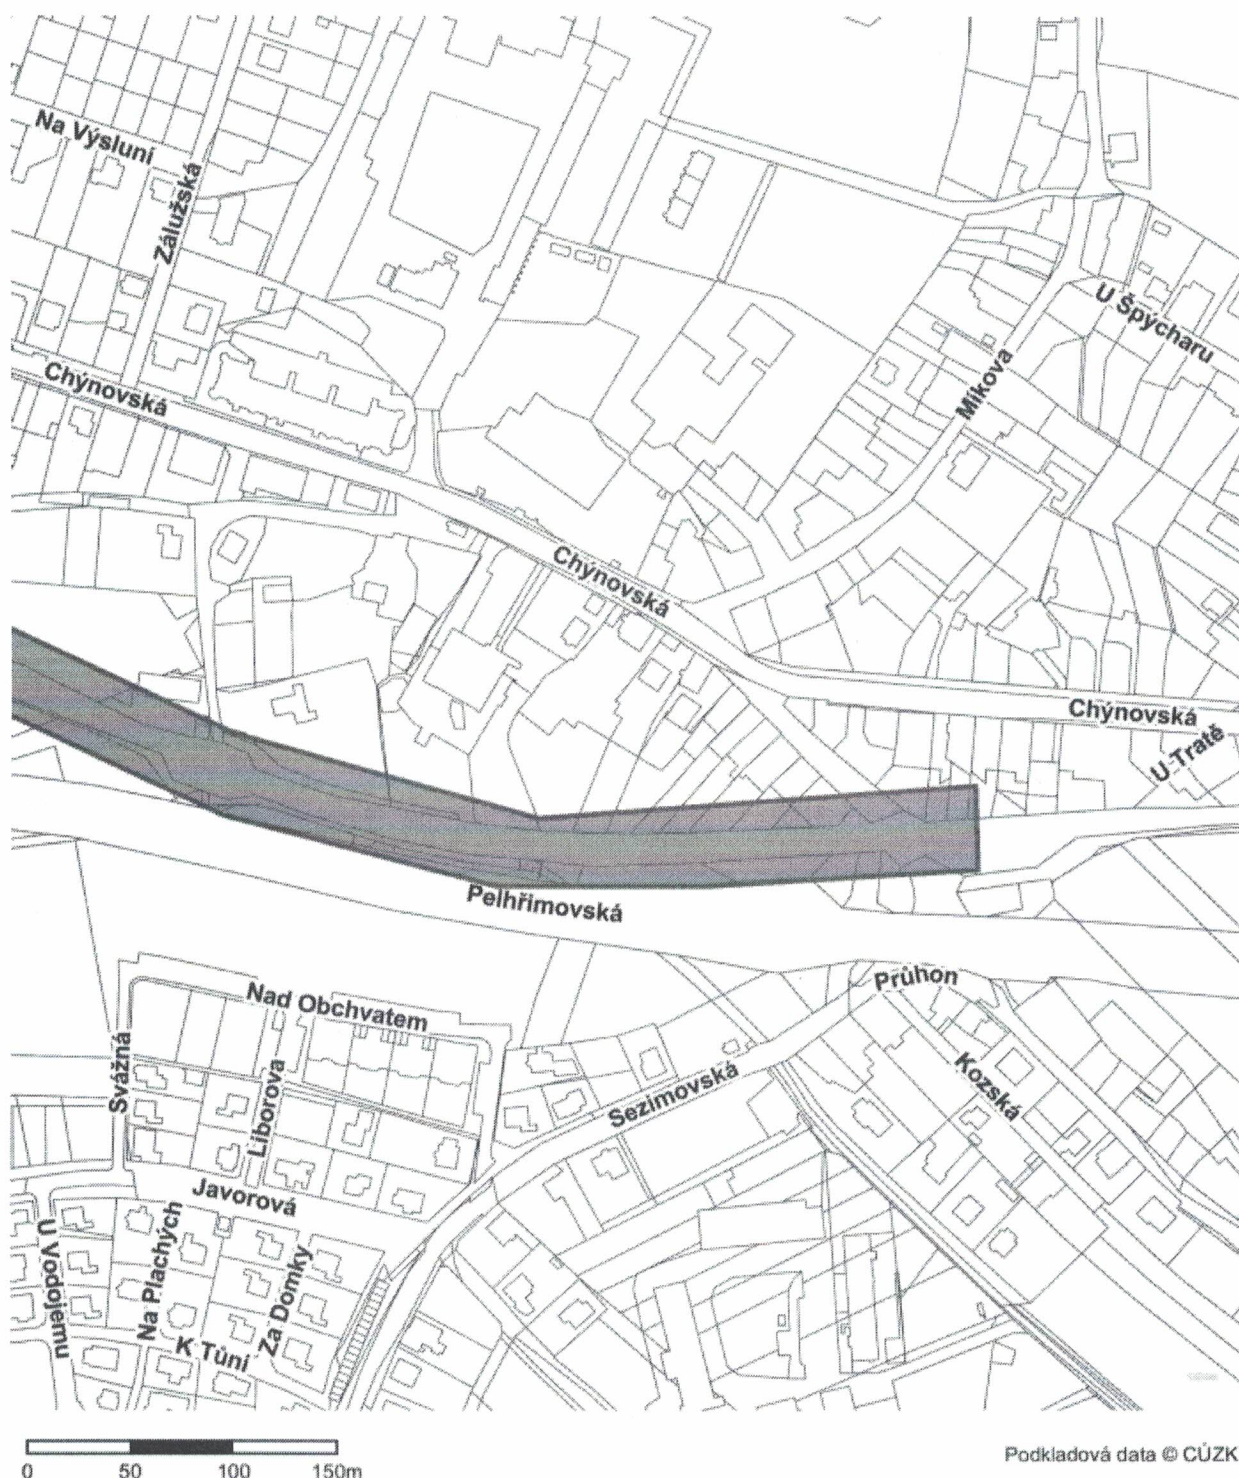 Na Výsluní
Zálužská
U Špýcharu
Míkova
Chýnovská
Chýnovská
Chýnovská
U Tratě
Pelhřimovská
Průhon
Nad Obchvatem
Svážná
Liborova
Sezimovská
Kozská
Javorová
U Vodojemu
Na Plachých
Za Domky
K Tůni
0 50 100 150m
Podkladová data © ČÚZK